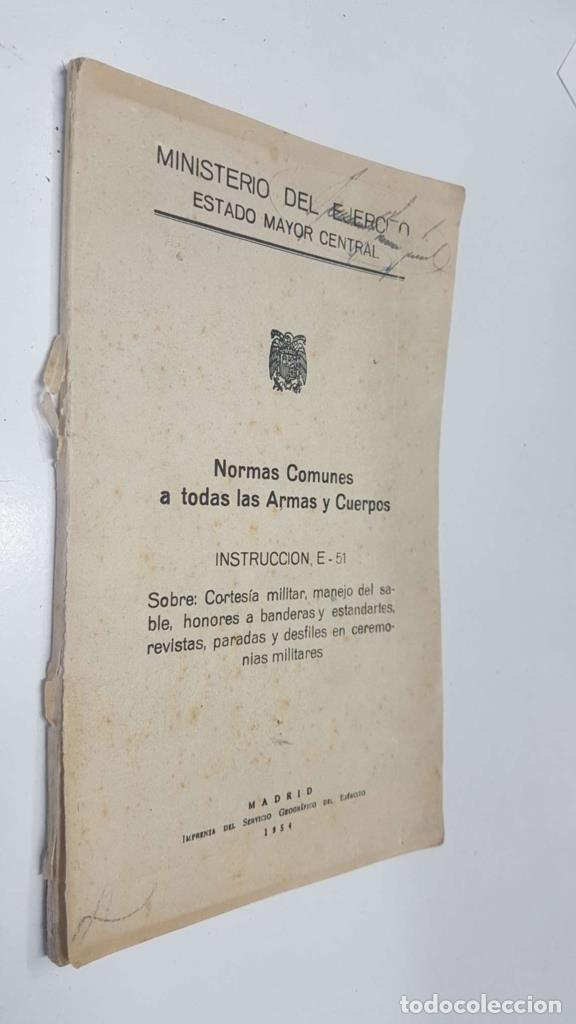 MINISTERIO DEL EJERCITO
ESTADO MAYOR CENTRAL
Normas Comunes
a todas las Armas y Cuerpos
INSTRUCCION, E - 51
Sobre: Cortesía militar, manejo del sa-
ble, honores a banderas y estandartes,
revistas, paradas y desfiles en ceremo-
nias militares
MADRID
IMPRENTA DEL SERVICIO GEOGRÁFICO DEL EJÉRCITO
1954
todocoleccion